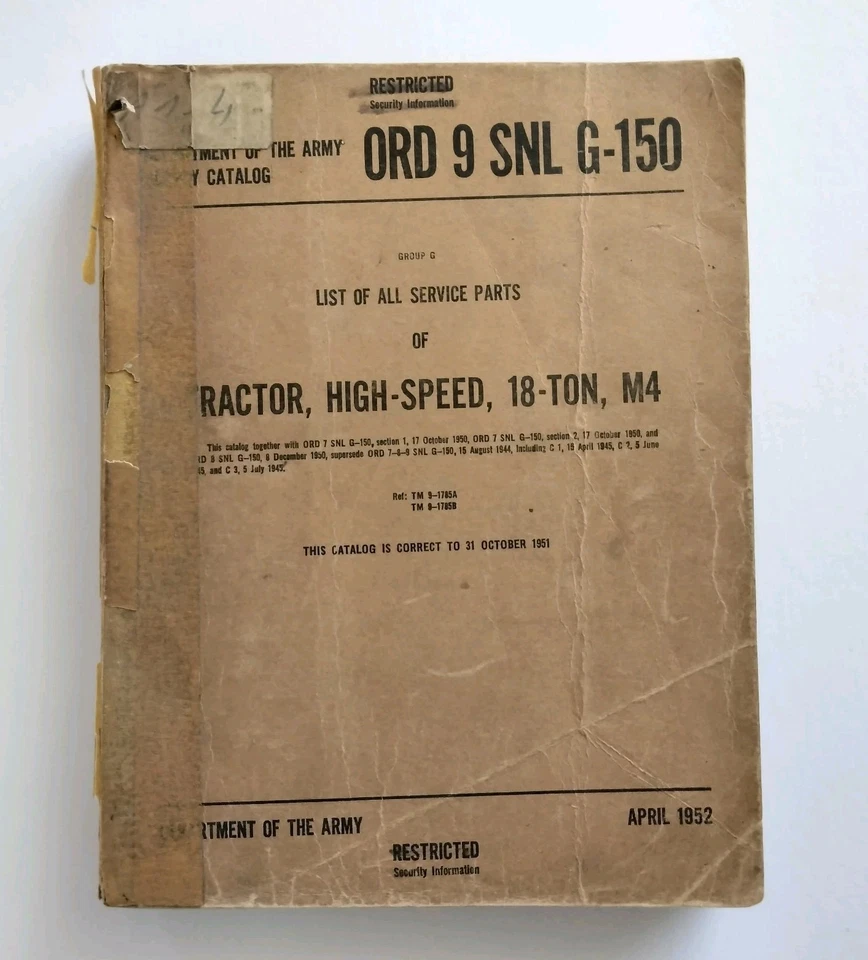 RESTRICTED
Security Information
TMENT OF THE ARMY
Y CATALOG
ORD 9 SNL G-150
GROUP G
LIST OF ALL SERVICE PARTS
OF
RACTOR, HIGH-SPEED, 18-TON, M4
This catalog together with ORD 7 SNL G-150, section 1, 17 October 1950, ORD 7 SNL G-150, section 2, 17 October 1950, and
RD 8 SNL G-150, 6 December 1950, supersede ORD 7-8-9 SNL G-150, 15 August 1944, including C 1, 15 April 1945, C 2, 5 June
45, and C 3, 5 July 1945.
Ref: TM 9-1785A
TM 9-1785B
THIS CATALOG IS CORRECT TO 31 OCTOBER 1951
RTMENT OF THE ARMY
APRIL 1952
RESTRICTED
Security Information